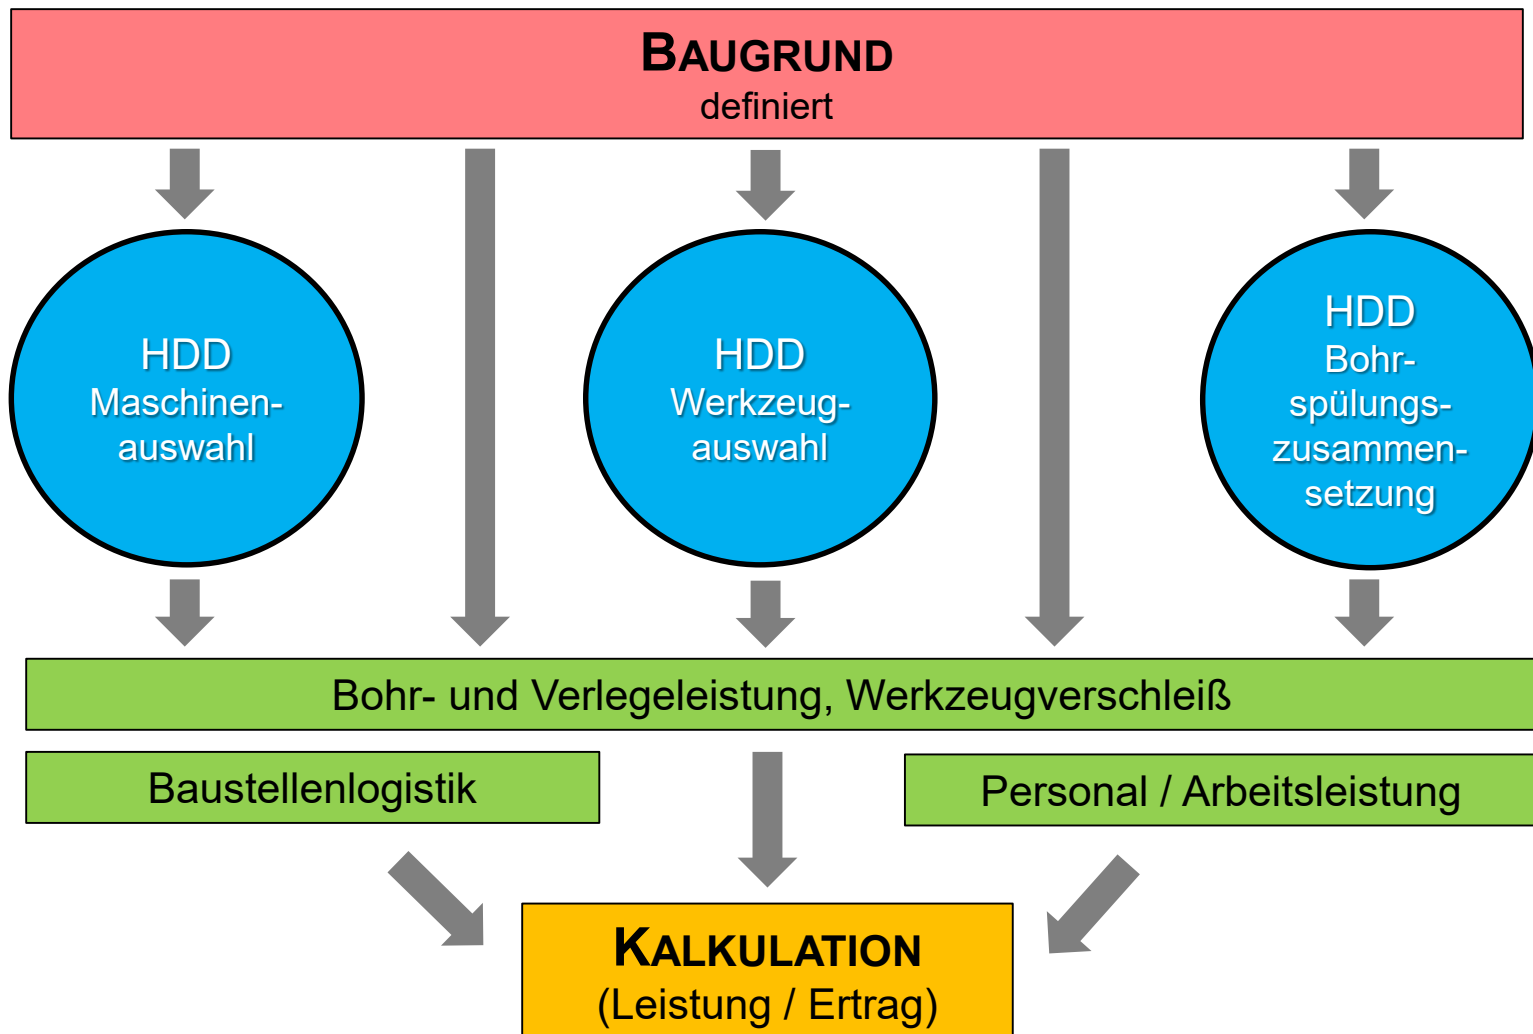 BAUGRUND
definiert
HDD
Maschinen-
auswahl
HDD
Werkzeug-
auswahl
HDD
Bohr-
spülungs-
zusammen-
setzung
Bohr- und Verlegeleistung, Werkzeugverschleiß
Baustellenlogistik
Personal / Arbeitsleistung
KALKULATION
(Leistung / Ertrag)